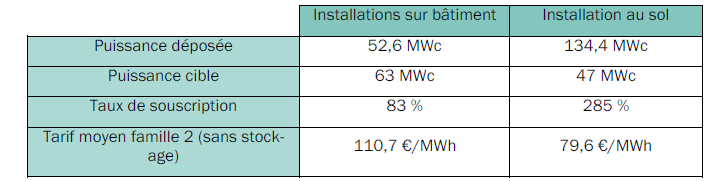 Installations sur bâtiment Installation au sol
Puissance déposée 52,6 MWc 134,4 MWc
Puissance cible 63 MWc 47 MWc
Taux de souscription 83 % 285 %
Tarif moyen famille 2 (sans stock-
age) 110,7 €/MWh 79,6 €/MWh